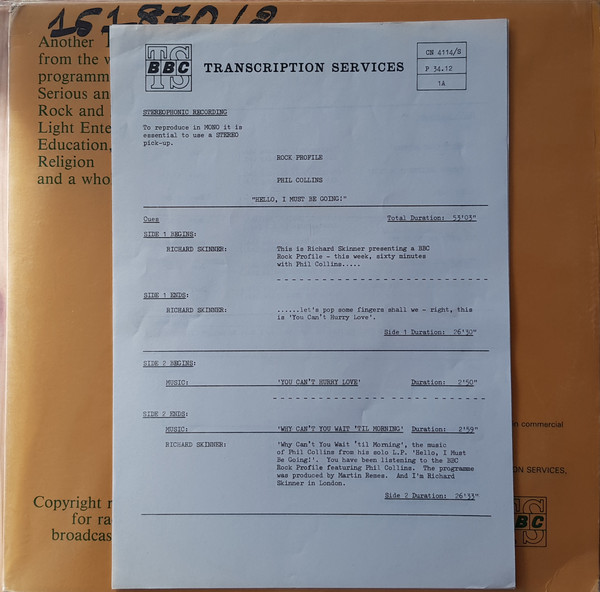 151870/2
Another
from the w
programm
Serious an
Rock and
Light Ente
Education,
Religion
and a who
TS
BBC
TRANSCRIPTION SERVICES
CN 4114/S
P 34.12
1A
STEREOPHONIC RECORDING
To reproduce in MONO it is
essential to use a STEREO
pick-up.
ROCK PROFILE
PHIL COLLINS
"HELLO, I MUST BE GOING!"
Cues Total Duration: 53'03"
SIDE 1 BEGINS:
RICHARD SKINNER: This is Richard Skinner presenting a BBC
Rock Profile - this week, sixty minutes
with Phil Collins.....
SIDE 1 ENDS:
RICHARD SKINNER: ......let's pop some fingers shall we - right, this
is 'You Can't Hurry Love'.
Side 1 Duration: 26'30"
SIDE 2 BEGINS:
MUSIC: 'YOU CAN'T HURRY LOVE' Duration: 2'50"
SIDE 2 ENDS:
MUSIC: 'WHY CAN'T YOU WAIT 'TIL MORNING' Duration: 2'59"
RICHARD SKINNER: 'Why Can't You Wait 'til Morning', the music
of Phil Collins from his solo L.P. 'Hello, I Must
Be Going!'. You have been listening to the BBC
Rock Profile featuring Phil Collins. The programme
was produced by Martin Remes. And I'm Richard
Skinner in London.
Side 2 Duration: 26'33"
n commercial
ION SERVICES.
Copyright r
for ra
broadcas
BC